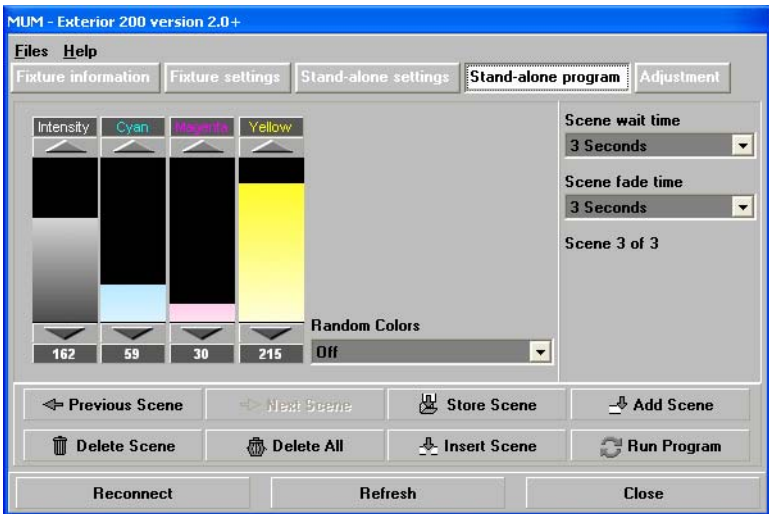 MUM - Exterior 200 version 2.0+
Files Help
Fixture information Fixture settings Stand-alone settings Stand-alone program Adjustment
Intensity Cyan Magenta Yellow
Scene wait time
3 Seconds
Scene fade time
3 Seconds
Scene 3 of 3
Random Colors
162 59 30 215 Off
Previous Scene Next Scene Store Scene Add Scene
Delete Scene Delete All Insert Scene Run Program
Reconnect Refresh Close